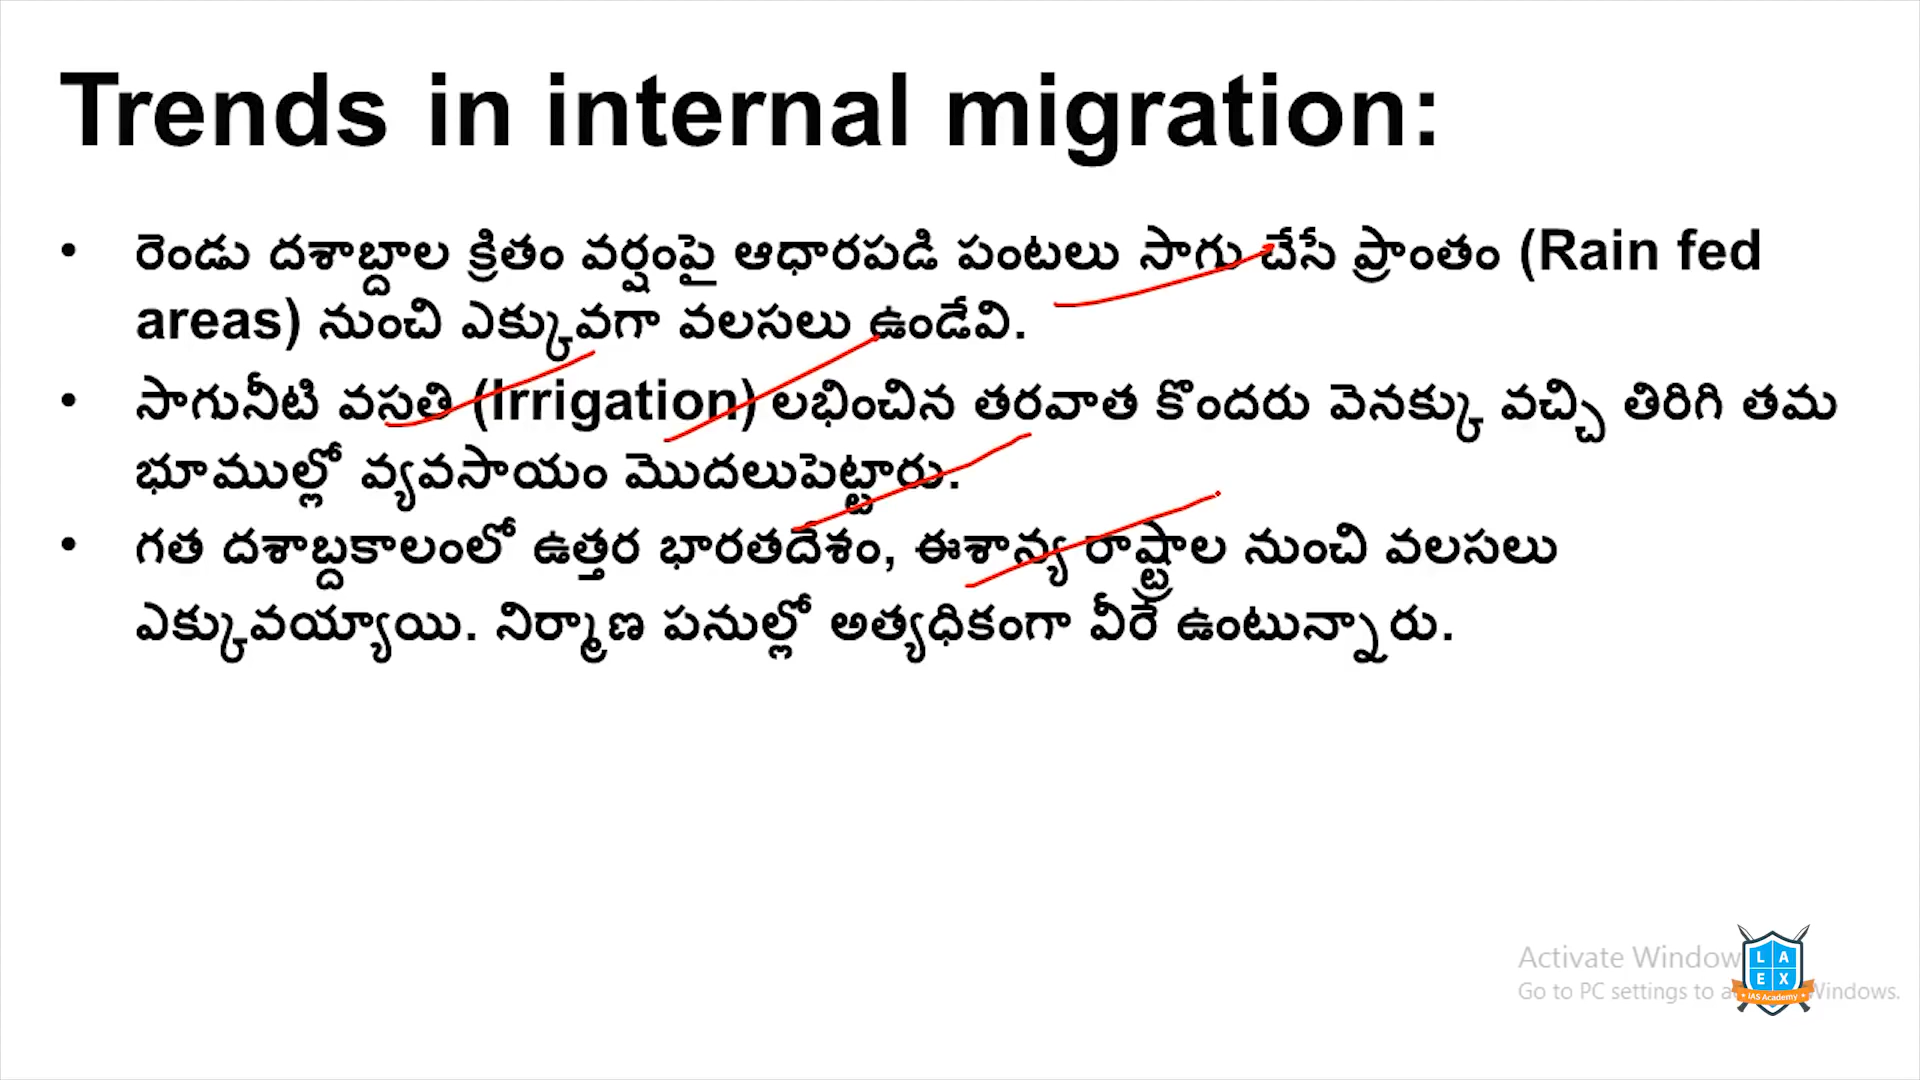 Trends in internal migration:
• రెండు దశాబ్దాల క్రితం వర్షంపై ఆధారపడి పంటలు సాగు చేసే ప్రాంతం (Rain fed
areas) నుంచి ఎక్కువగా వలసలు ఉండేవి.
• సాగునీటి వసతి (Irrigation) లభించిన తరవాత కొందరు వెనక్కు వచ్చి తిరిగి తమ
భూముల్లో వ్యవసాయం మొదలుపెట్టారు.
• గత దశాబ్దకాలంలో ఉత్తర భారతదేశం, ఈశాన్య రాష్ట్రాల నుంచి వలసలు
ఎక్కువయ్యాయి. నిర్మాణ పనుల్లో అత్యధికంగా వీరే ఉంటున్నారు.
Activate Window
Go to PC settings to a Windows.
L A
E X
IAS Academy